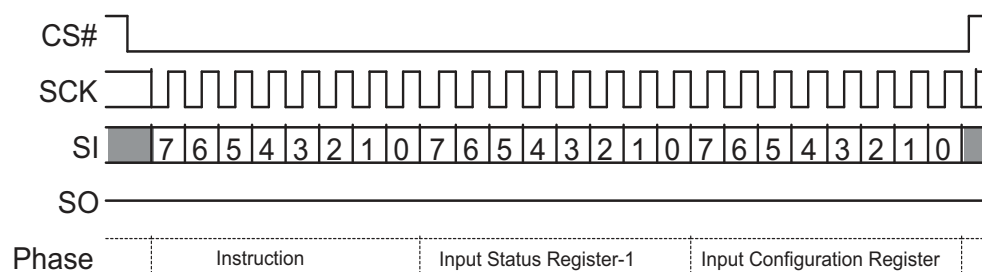 CS#
SCK
SI 7 6 5 4 3 2 1 0 7 6 5 4 3 2 1 0 7 6 5 4 3 2 1 0
SO
Phase Instruction Input Status Register-1 Input Configuration Register